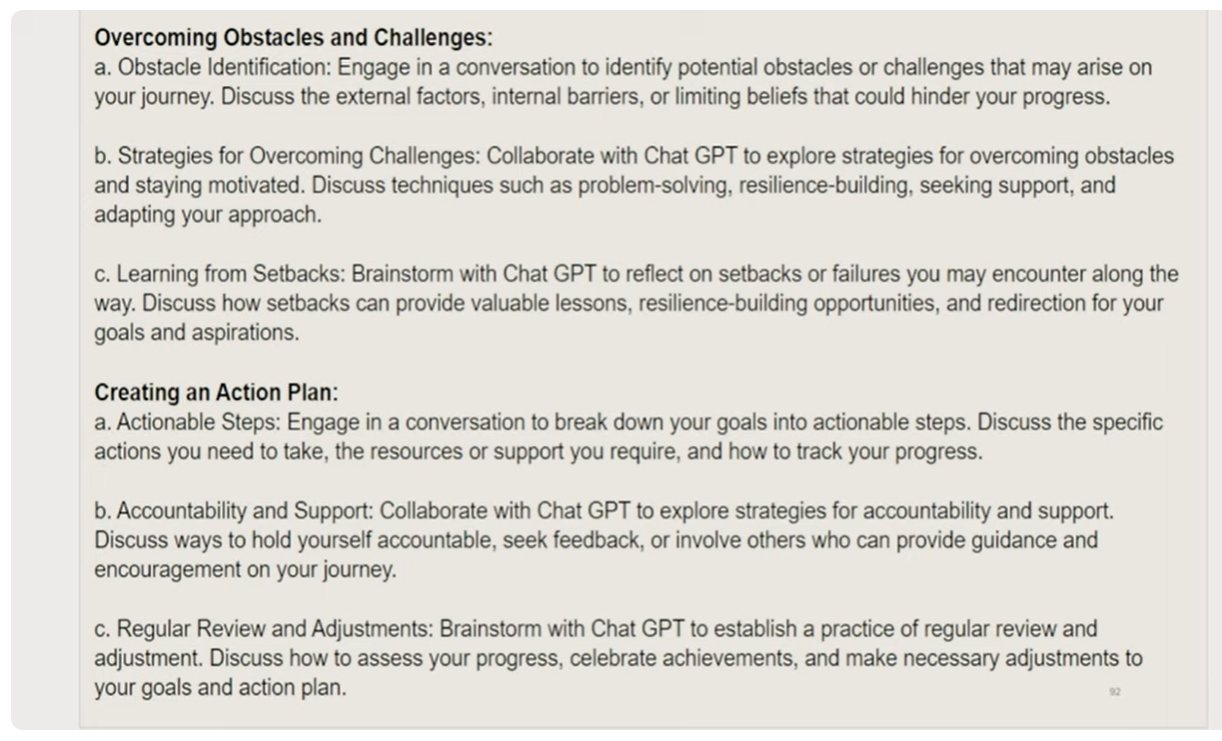 Overcoming Obstacles and Challenges:
a. Obstacle Identification: Engage in a conversation to identify potential obstacles or challenges that may arise on
your journey. Discuss the external factors, internal barriers, or limiting beliefs that could hinder your progress.
b. Strategies for Overcoming Challenges: Collaborate with Chat GPT to explore strategies for overcoming obstacles
and staying motivated. Discuss techniques such as problem-solving, resilience-building, seeking support, and
adapting your approach.
c. Learning from Setbacks: Brainstorm with Chat GPT to reflect on setbacks or failures you may encounter along the
way. Discuss how setbacks can provide valuable lessons, resilience-building opportunities, and redirection for your
goals and aspirations.
Creating an Action Plan:
a. Actionable Steps: Engage in a conversation to break down your goals into actionable steps. Discuss the specific
actions you need to take, the resources or support you require, and how to track your progress.
b. Accountability and Support: Collaborate with Chat GPT to explore strategies for accountability and support.
Discuss ways to hold yourself accountable, seek feedback, or involve others who can provide guidance and
encouragement on your journey.
c. Regular Review and Adjustments: Brainstorm with Chat GPT to establish a practice of regular review and
adjustment. Discuss how to assess your progress, celebrate achievements, and make necessary adjustments to
your goals and action plan.
92